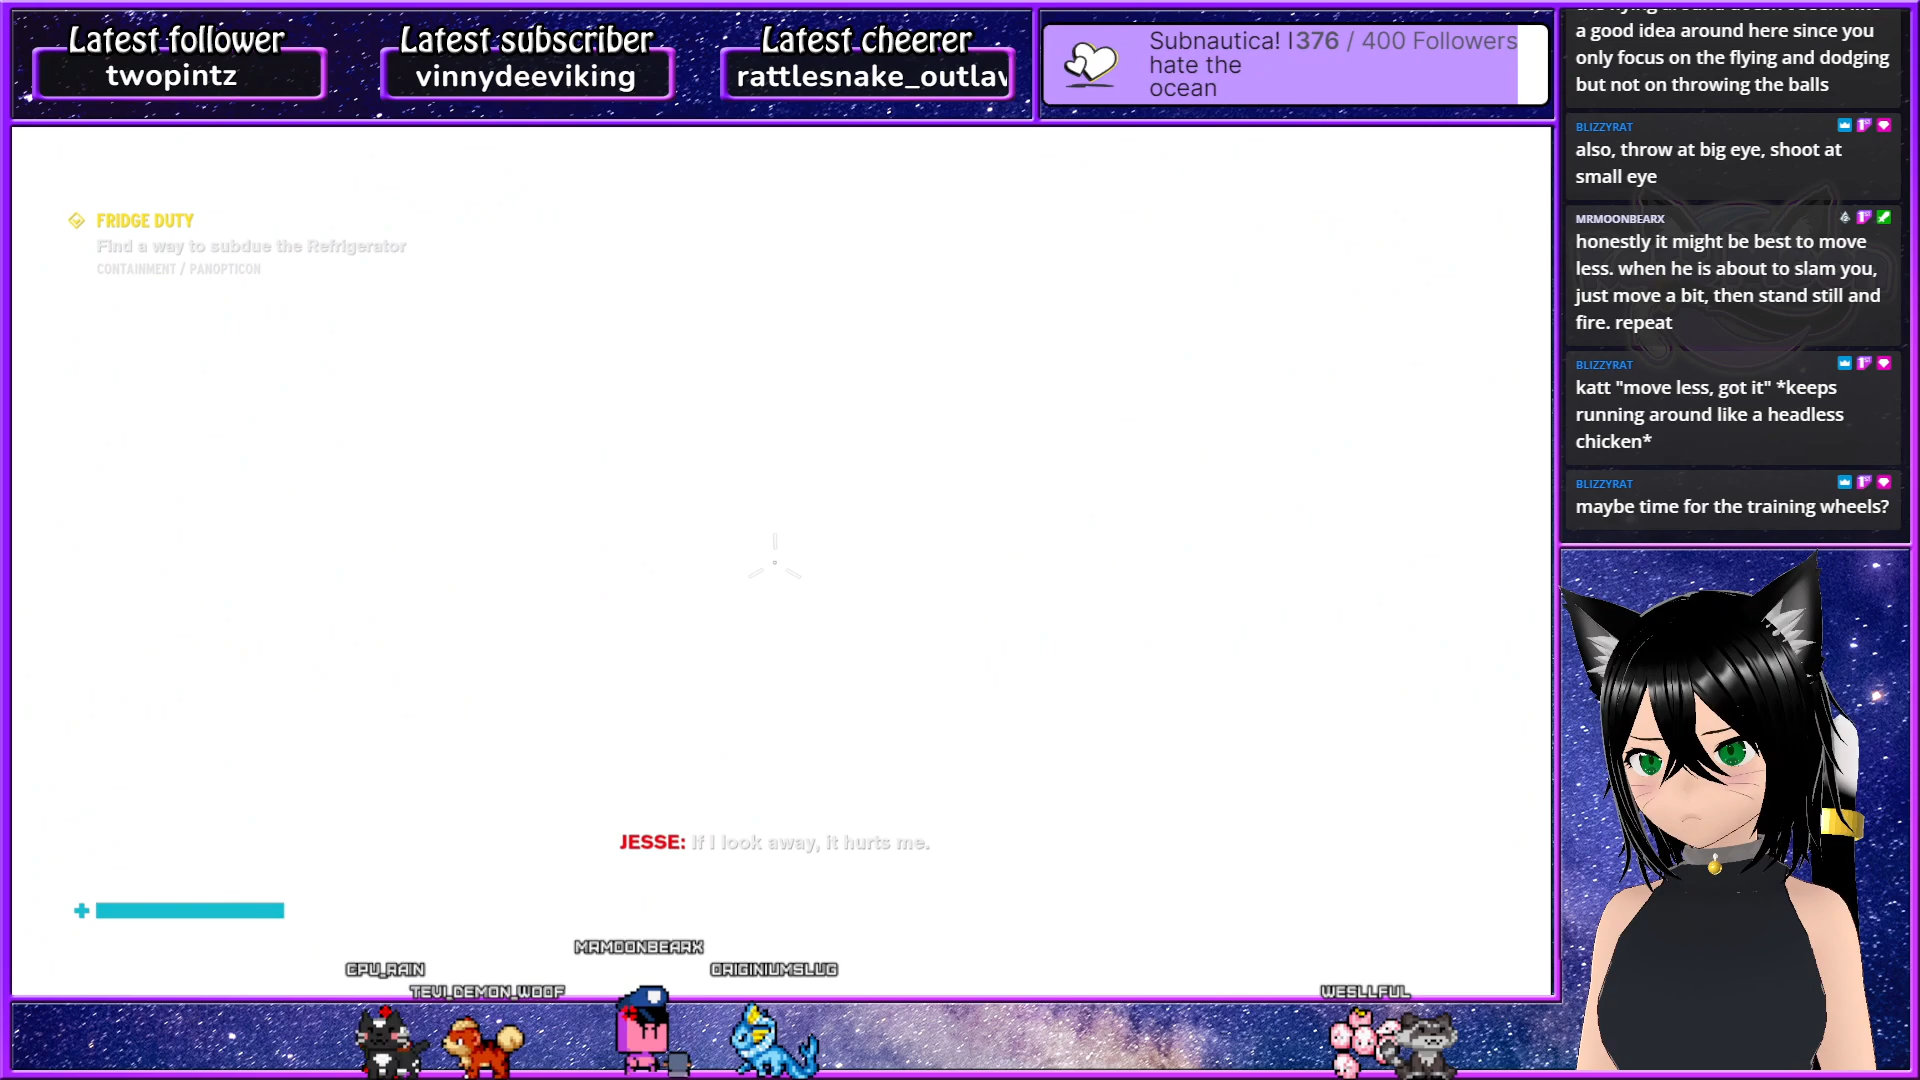 Latest follower
twopintz
Latest subscriber
vinnydeeviking
Latest cheerer
rattlesnake_outlaw
Subnautica! I hate the ocean
376 / 400 Followers
FRIDGE DUTY
Find a way to subdue the Refrigerator
CONTAINMENT / PANOPTICON
JESSE: If I look away, it hurts me.
MRMOONBEARX
CPU_RAIN
ORIGINIUMSLUG
TEVI_DEMON_WOOF
WESLLFUL
a good idea around here since you
only focus on the flying and dodging
but not on throwing the balls
BLIZZYRAT
also, throw at big eye, shoot at
small eye
MRMOONBEARX
honestly it might be best to move
less. when he is about to slam you,
just move a bit, then stand still and
fire. repeat
BLIZZYRAT
katt "move less, got it" *keeps
running around like a headless
chicken*
BLIZZYRAT
maybe time for the training wheels?